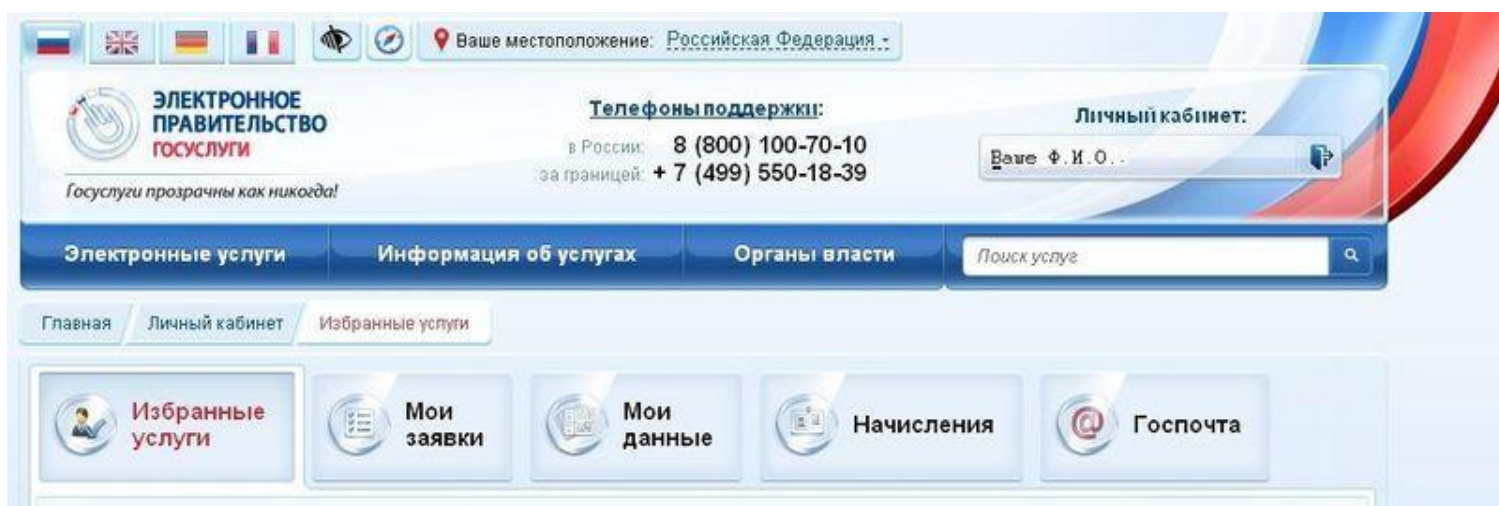 Ваше местоположение: Российская Федерация
ЭЛЕКТРОННОЕ
ПРАВИТЕЛЬСТВО
ГОСУСЛУГИ
Госуслуги прозрачны как никогда!
Телефоны поддержки:
в России: 8 (800) 100-70-10
за границей: + 7 (499) 550-18-39
Личный кабинет:
Ваше Ф.И.О..
Электронные услуги
Информация об услугах
Органы власти
Поиск услуг
Главная
Личный кабинет
Избранные услуги
Избранные
услуги
Мои
заявки
Мои
данные
Начисления
@ Госпочта